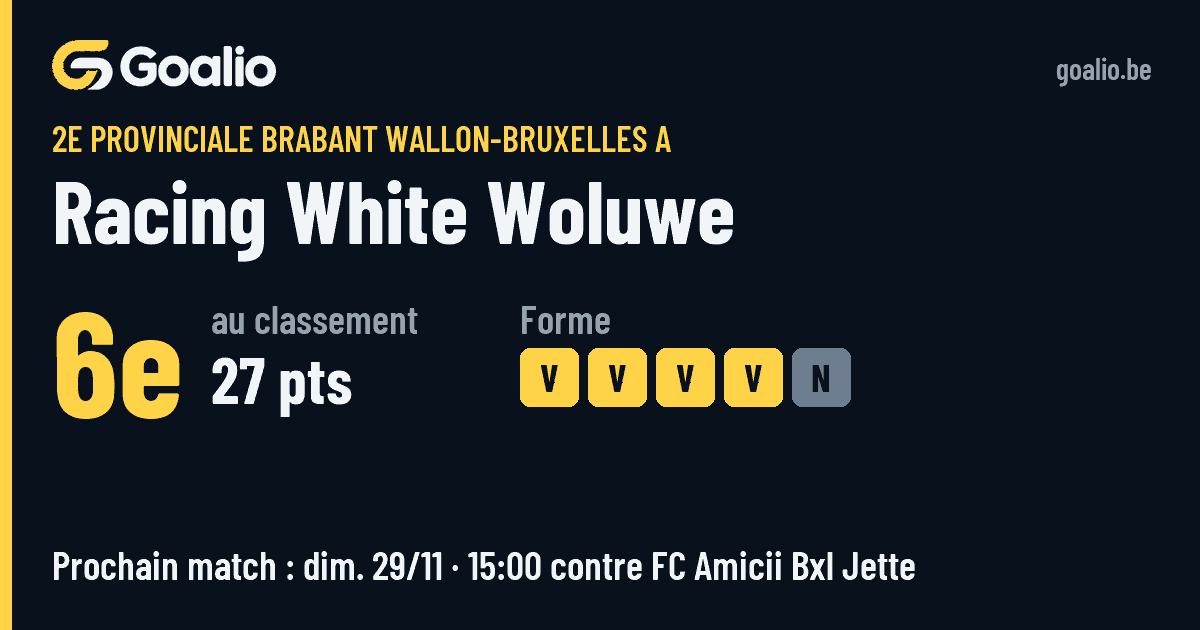 Goalio
goalio.be
2E PROVINCIALE BRABANT WALLON-BRUXELLES A
Racing White Woluwe
6e
au classement
27 pts
Forme
V V V V N
Prochain match : dim. 29/11 · 15:00 contre FC Amicii Bxl Jette